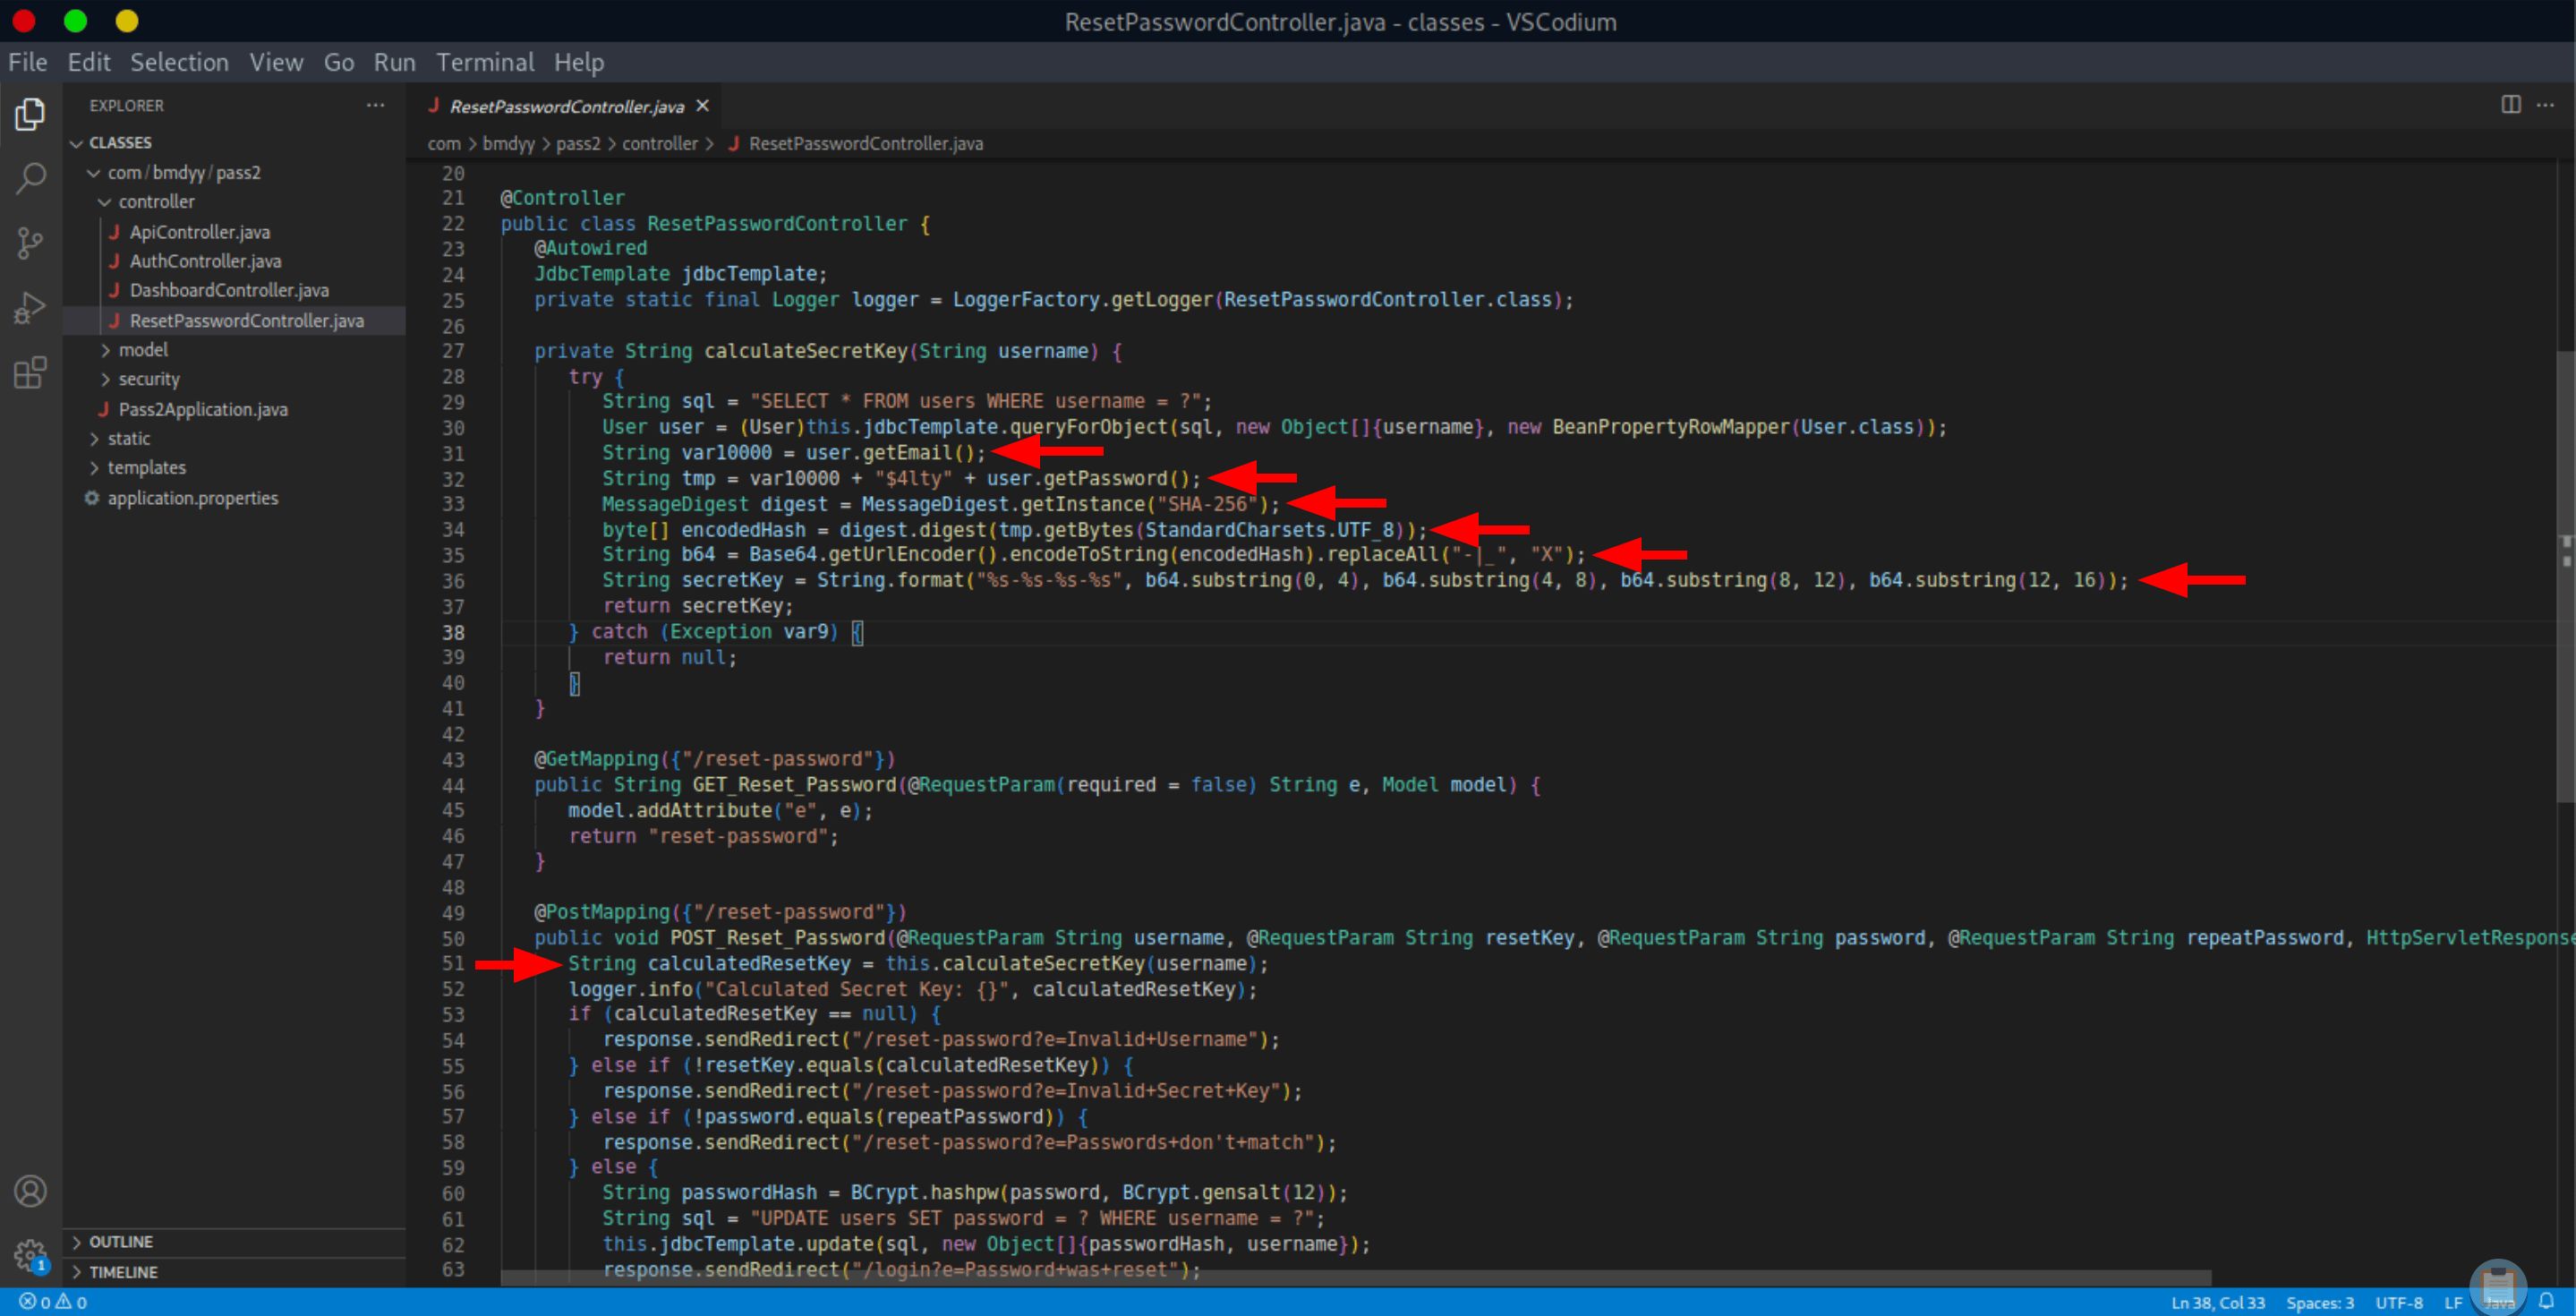 ResetPasswordController.java - classes - VSCodium
File Edit Selection View Go Run Terminal Help
EXPLORER ···
CLASSES
com / bmdyy / pass2
controller
J ApiController.java
J AuthController.java
J DashboardController.java
J ResetPasswordController.java
model
security
J Pass2Application.java
static
templates
application.properties
OUTLINE
TIMELINE
J ResetPasswordController.java ×
com > bmdyy > pass2 > controller > J ResetPasswordController.java
20
21 @Controller
22 public class ResetPasswordController {
23 @Autowired
24 JdbcTemplate jdbcTemplate;
25 private static final Logger logger = LoggerFactory.getLogger(ResetPasswordController.class);
26
27 private String calculateSecretKey(String username) {
28 try {
29 String sql = "SELECT * FROM users WHERE username = ?";
30 User user = (User)this.jdbcTemplate.queryForObject(sql, new Object[]{username}, new BeanPropertyRowMapper(User.class));
31 String var10000 = user.getEmail();
32 String tmp = var10000 + "$4lty" + user.getPassword();
33 MessageDigest digest = MessageDigest.getInstance("SHA-256");
34 byte[] encodedHash = digest.digest(tmp.getBytes(StandardCharsets.UTF_8));
35 String b64 = Base64.getUrlEncoder().encodeToString(encodedHash).replaceAll("-|_", "X");
36 String secretKey = String.format("%s-%s-%s-%s", b64.substring(0, 4), b64.substring(4, 8), b64.substring(8, 12), b64.substring(12, 16));
37 return secretKey;
38 } catch (Exception var9) {
39 return null;
40 }
41 }
42
43 @GetMapping({"/reset-password"})
44 public String GET_Reset_Password(@RequestParam(required = false) String e, Model model) {
45 model.addAttribute("e", e);
46 return "reset-password";
47 }
48
49 @PostMapping({"/reset-password"})
50 public void POST_Reset_Password(@RequestParam String username, @RequestParam String resetKey, @RequestParam String password, @RequestParam String repeatPassword, HttpServletResponse
51 String calculatedResetKey = this.calculateSecretKey(username);
52 logger.info("Calculated Secret Key: {}", calculatedResetKey);
53 if (calculatedResetKey == null) {
54 response.sendRedirect("/reset-password?e=Invalid+Username");
55 } else if (!resetKey.equals(calculatedResetKey)) {
56 response.sendRedirect("/reset-password?e=Invalid+Secret+Key");
57 } else if (!password.equals(repeatPassword)) {
58 response.sendRedirect("/reset-password?e=Passwords+don't+match");
59 } else {
60 String passwordHash = BCrypt.hashpw(password, BCrypt.gensalt(12));
61 String sql = "UPDATE users SET password = ? WHERE username = ?";
62 this.jdbcTemplate.update(sql, new Object[]{passwordHash, username});
63 response.sendRedirect("/login?e=Password+was+reset");
1
0 0 Ln 38, Col 33 Spaces: 3 UTF-8 LF Java